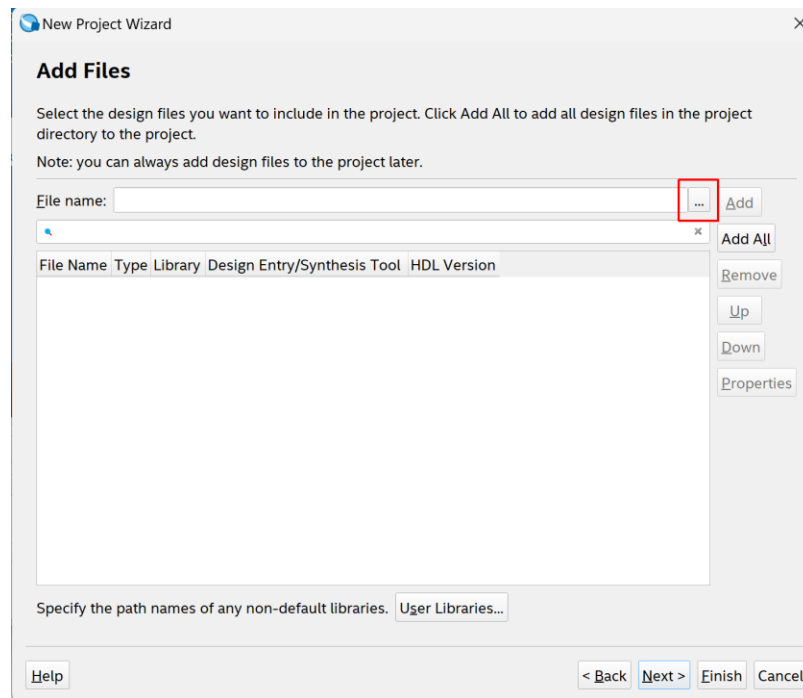 New Project Wizard
Add Files
Select the design files you want to include in the project. Click Add All to add all design files in the project
directory to the project.
Note: you can always add design files to the project later.
File name: ... Add
Add All
File Name Type Library Design Entry/Synthesis Tool HDL Version
Remove
Up
Down
Properties
Specify the path names of any non-default libraries. User Libraries...
Help < Back Next > Finish Cancel